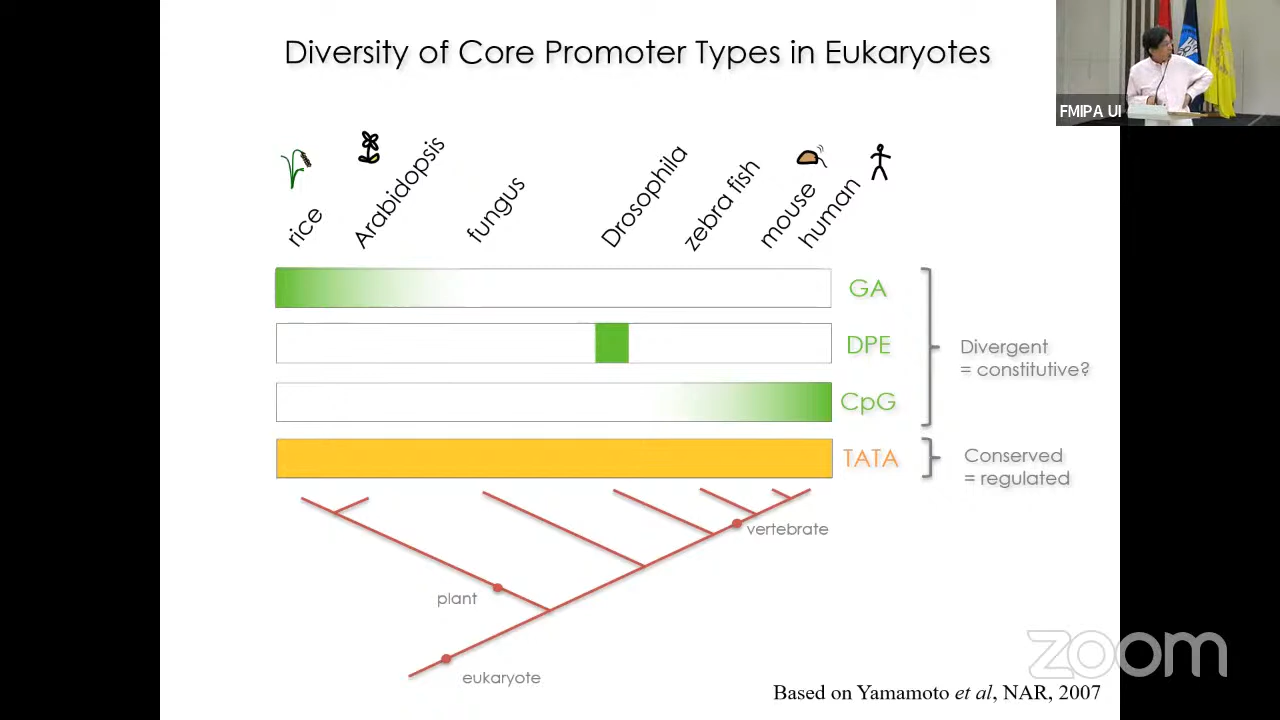 Diversity of Core Promoter Types in Eukaryotes
FMIPA UI
rice
Arabidopsis
fungus
Drosophila
zebra fish
mouse
human
GA
DPE
CpG
TATA
Divergent
= constitutive?
Conserved
= regulated
vertebrate
plant
eukaryote
zoom
Based on Yamamoto et al, NAR, 2007